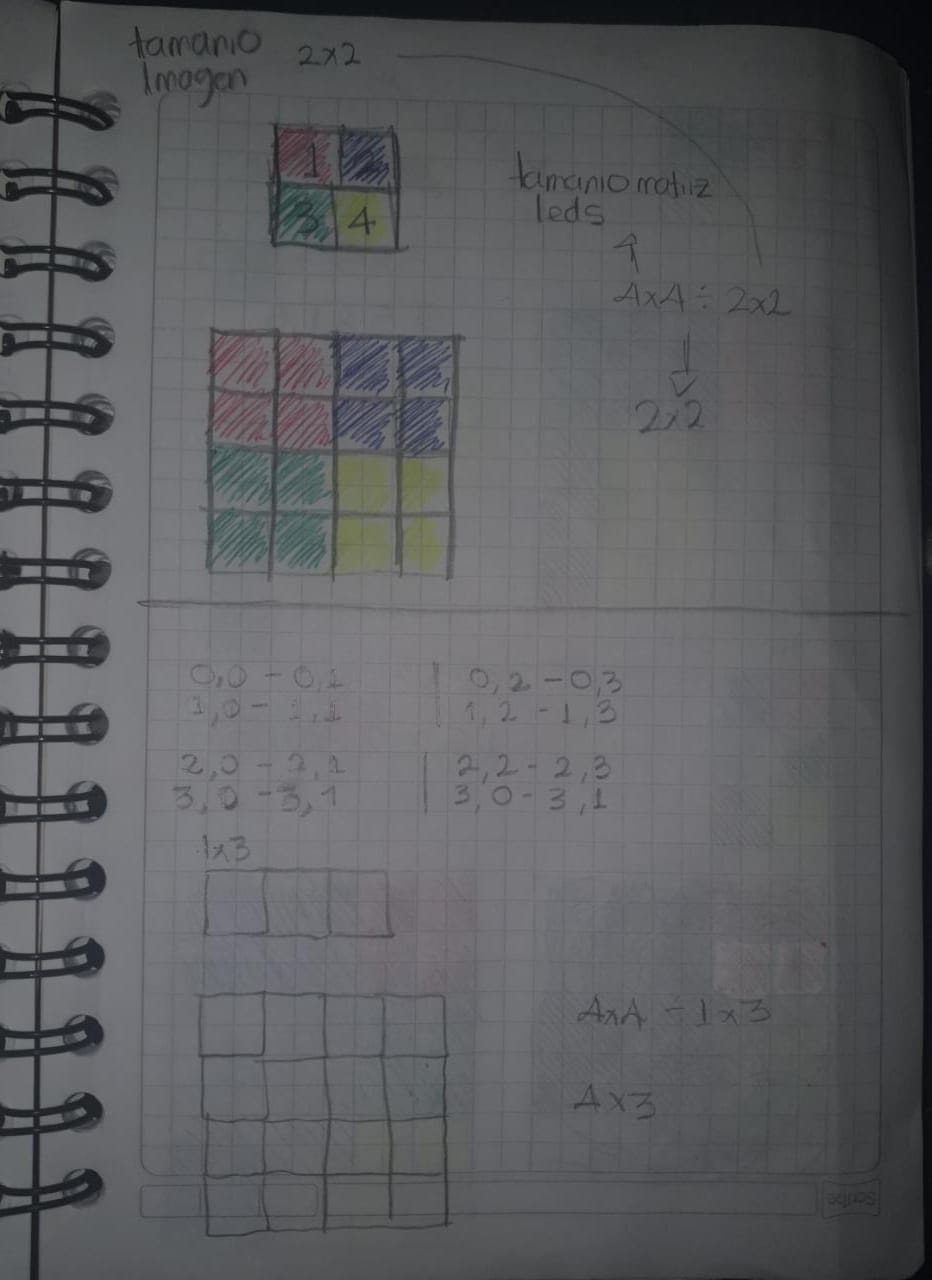 tamanio 2x2
Imagen
1 2
3 4
tamanio matriz
leds
4x4 ÷ 2x2
2x2
0,0 - 0,1 | 0,2 - 0,3
1,0 - 1,1 | 1,2 - 1,3
2,0 - 2,1 | 2,2 - 2,3
3,0 - 3,1 | 3,0 - 3,1
1x3
4x4 ÷ 1x3
4x3
Scribe